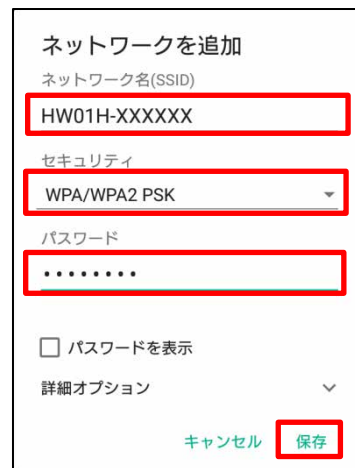 ネットワークを追加
ネットワーク名(SSID)
HW01H-XXXXXX
セキュリティ
WPA/WPA2 PSK
パスワード
••••••••
パスワードを表示
詳細オプション
キャンセル 保存